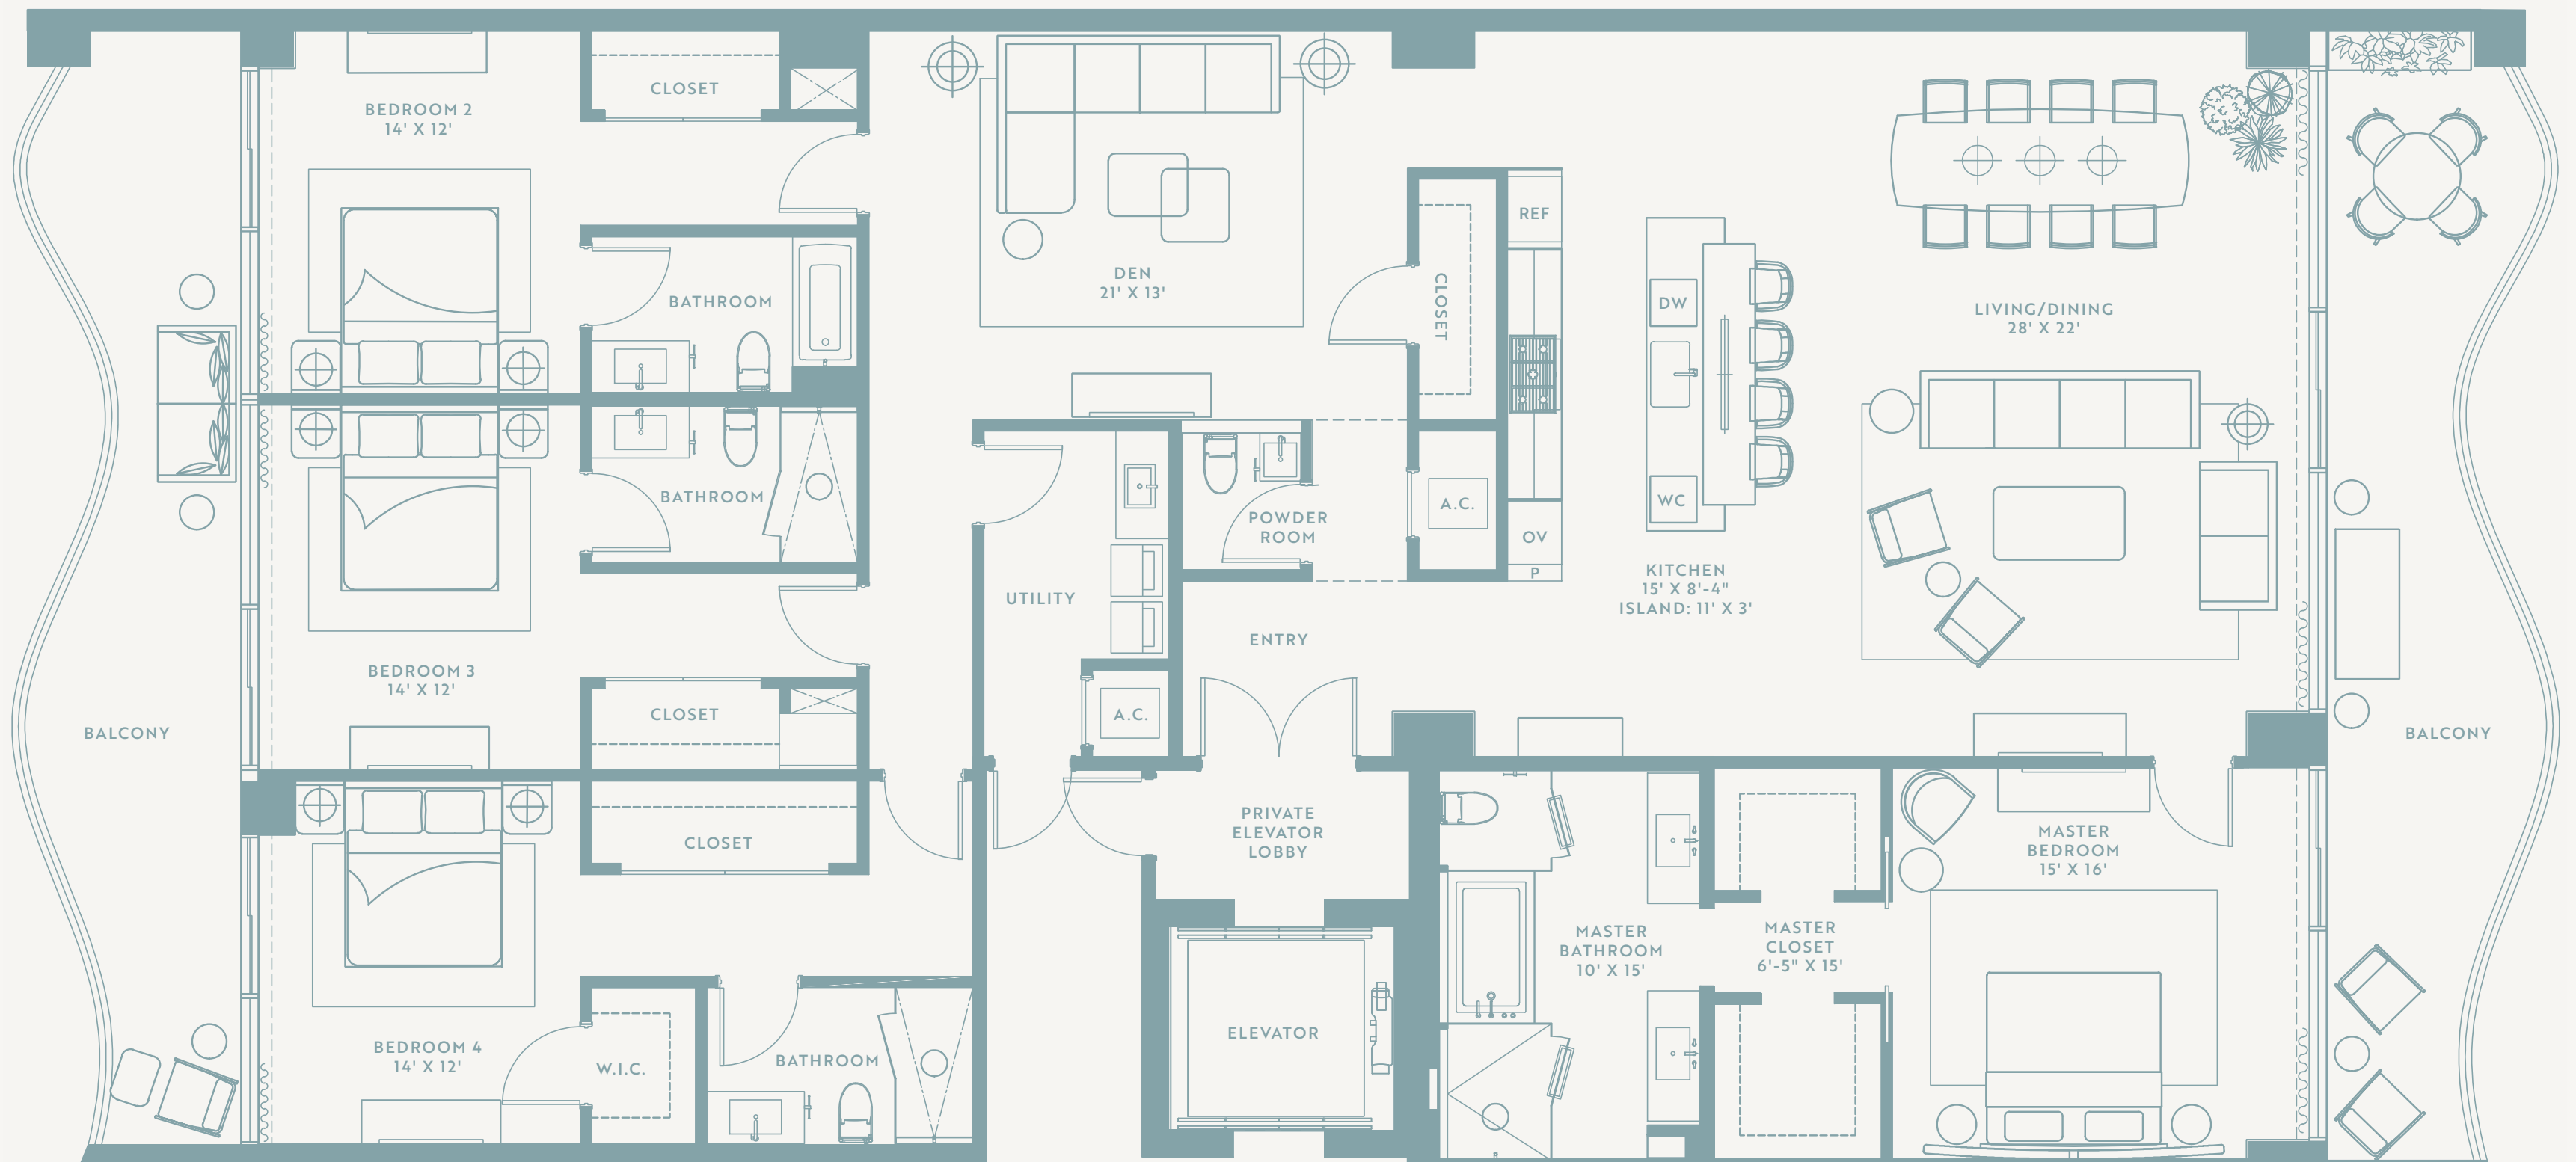 BEDROOM 2
14' X 12'
CLOSET
BATHROOM
BATHROOM
BEDROOM 3
14' X 12'
CLOSET
BALCONY
CLOSET
BEDROOM 4
14' X 12'
W.I.C.
BATHROOM
DEN
21' X 13'
CLOSET
UTILITY
A.C.
POWDER
ROOM
A.C.
ENTRY
PRIVATE
ELEVATOR
LOBBY
ELEVATOR
REF
OV
P
DW
WC
KITCHEN
15' X 8'-4"
ISLAND: 11' X 3'
LIVING/DINING
28' X 22'
MASTER
BATHROOM
10' X 15'
MASTER
CLOSET
6'-5" X 15'
MASTER
BEDROOM
15' X 16'
BALCONY